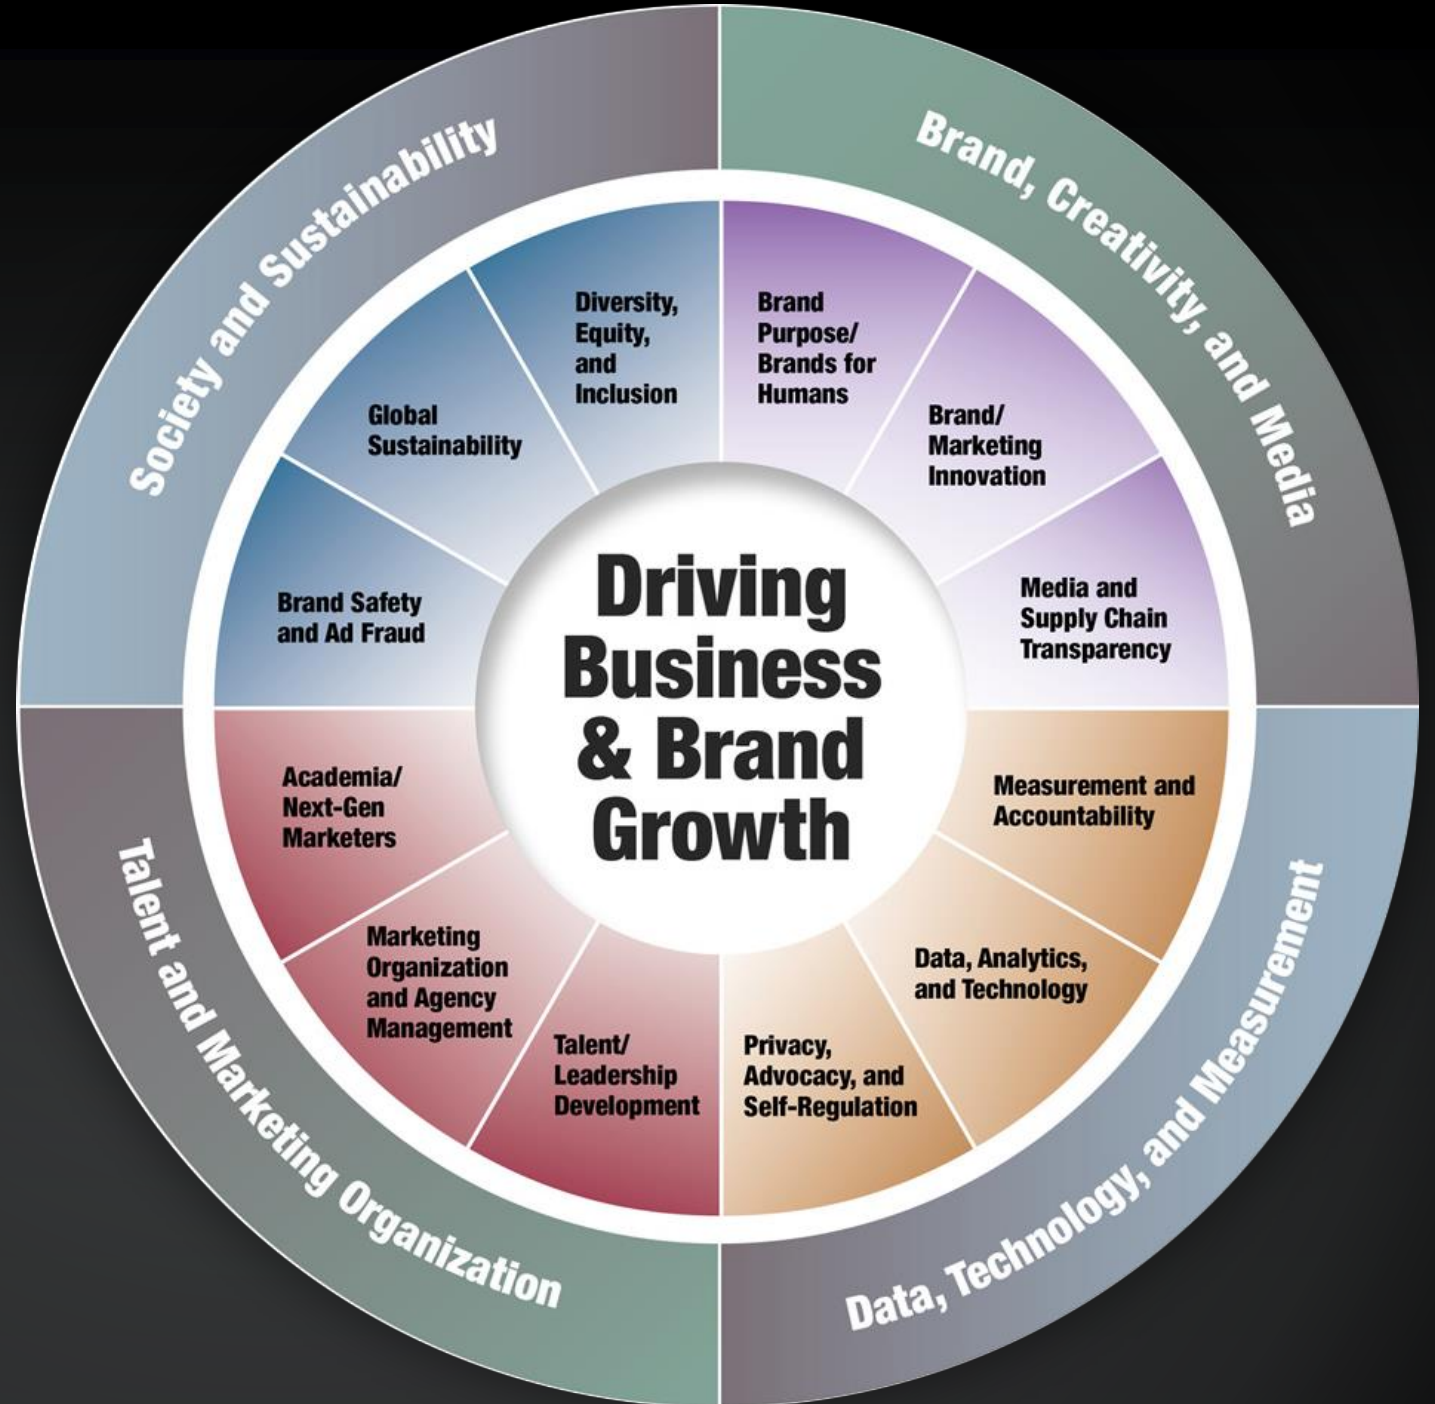 Society and Sustainability
Brand, Creativity, and Media
Data, Technology, and Measurement
Talent and Marketing Organization
Driving
Business
& Brand
Growth
Brand
Purpose/
Brands for
Humans
Brand/
Marketing
Innovation
Media and
Supply Chain
Transparency
Measurement and
Accountability
Data, Analytics,
and Technology
Privacy,
Advocacy, and
Self-Regulation
Talent/
Leadership
Development
Marketing
Organization
and Agency
Management
Academia/
Next-Gen
Marketers
Brand Safety
and Ad Fraud
Global
Sustainability
Diversity,
Equity,
and
Inclusion